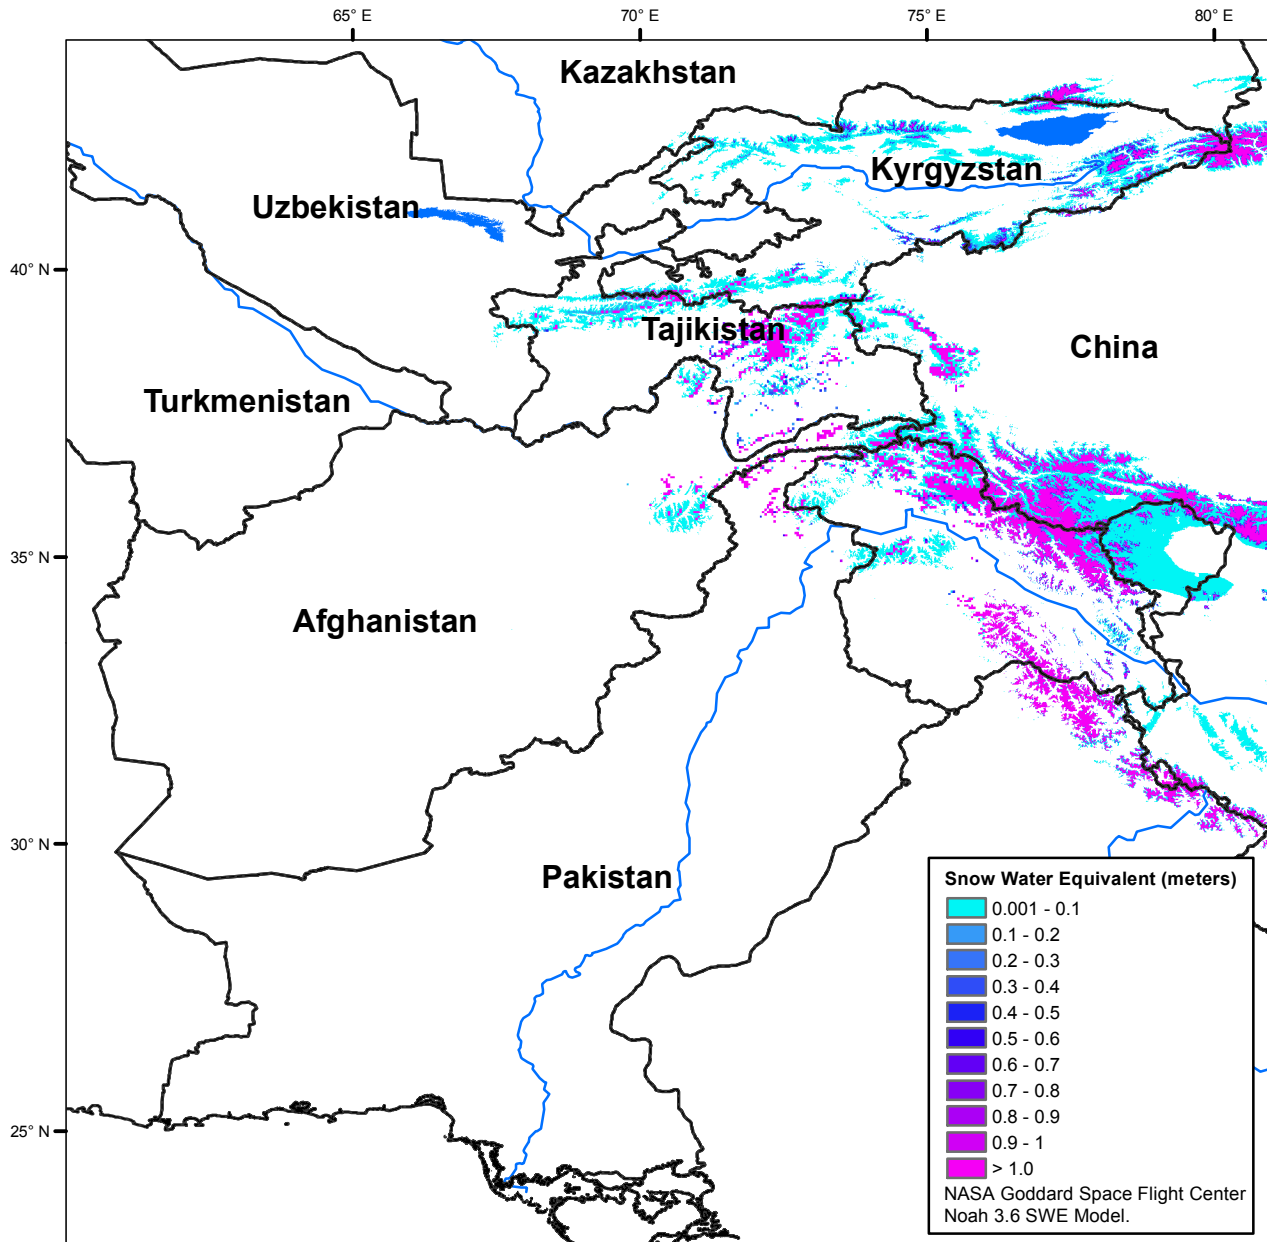 65° E
70° E
75° E
80° E
Kazakhstan
Kyrgyzstan
Uzbekistan
40° N
Tajikistan
China
Turkmenistan
35° N
Afghanistan
30° N
Pakistan
Snow Water Equivalent (meters)
0.001 - 0.1
0.1 - 0.2
0.2 - 0.3
0.3 - 0.4
0.4 - 0.5
0.5 - 0.6
0.6 - 0.7
0.7 - 0.8
0.8 - 0.9
0.9 - 1
> 1.0
NASA Goddard Space Flight Center
Noah 3.6 SWE Model.
25° N